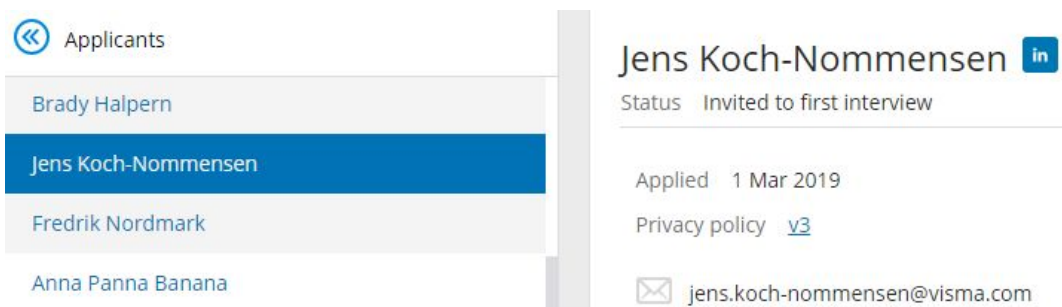 Applicants
Brady Halpern
Jens Koch-Nommensen
Fredrik Nordmark
Anna Panna Banana
Jens Koch-Nommensen in
Status Invited to first interview
Applied 1 Mar 2019
Privacy policy v3
jens.koch-nommensen@visma.com